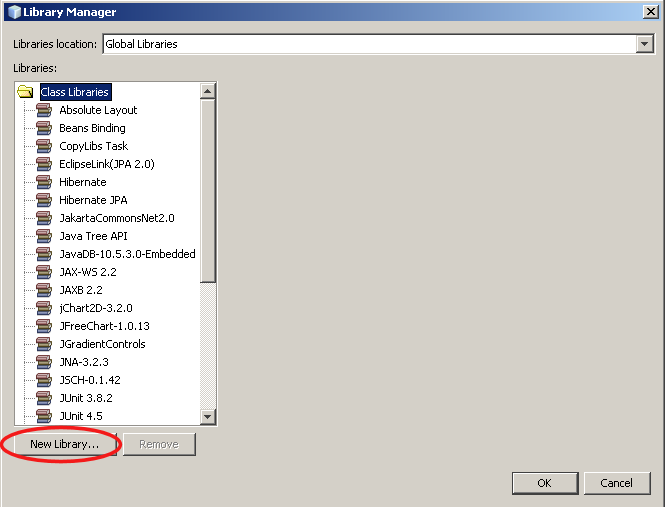 Library Manager
Libraries location: Global Libraries
Libraries:
Class Libraries
Absolute Layout
Beans Binding
CopyLibs Task
EclipseLink(JPA 2.0)
Hibernate
Hibernate JPA
JakartaCommonsNet2.0
Java Tree API
JavaDB-10.5.3.0-Embedded
JAX-WS 2.2
JAXB 2.2
jChart2D-3.2.0
JFreeChart-1.0.13
JGradientControls
JNA-3.2.3
JSCH-0.1.42
JUnit 3.8.2
JUnit 4.5
New Library... Remove
OK Cancel